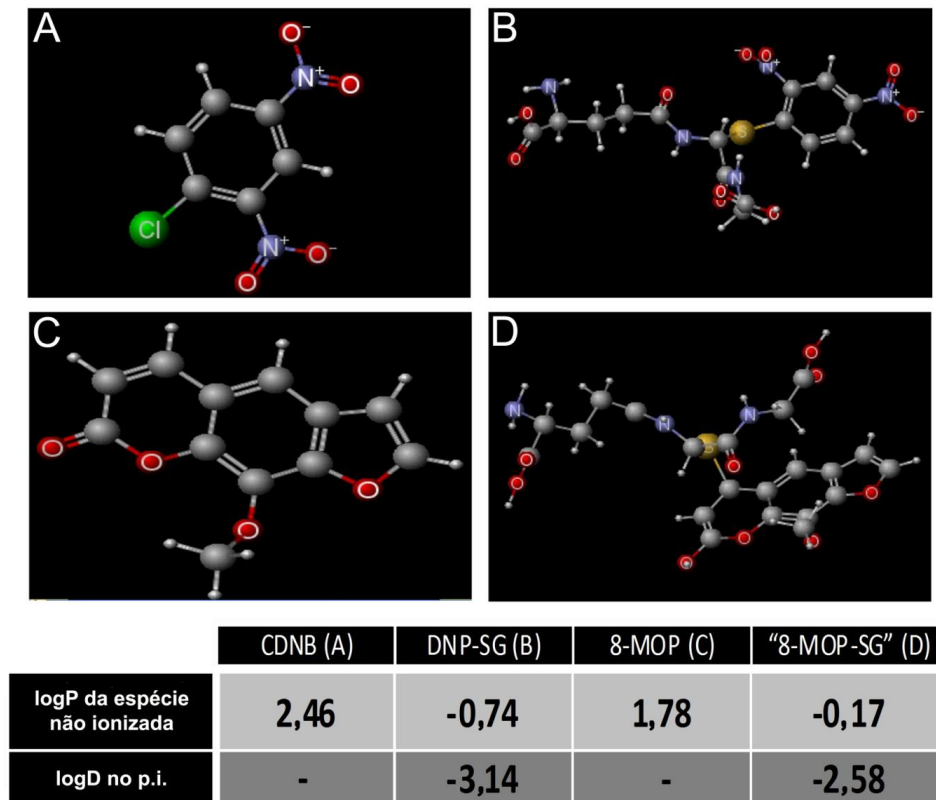 A
O⁻
N⁺
O
Cl
N⁺
O⁻
O
B
⁻O
O
N⁺
O
N⁺
O⁻
N
O
O
O
N
S
N
O
O
O
C
O
O
O
O
D
O
O
N
N
N
O
S
O
O
O
O
O
O
O
CDNB (A)
DNP-SG (B)
8-MOP (C)
“8-MOP-SG” (D)
logP da espécie
não ionizada
2,46
-0,74
1,78
-0,17
logD no p.i.
-
-3,14
-
-2,58